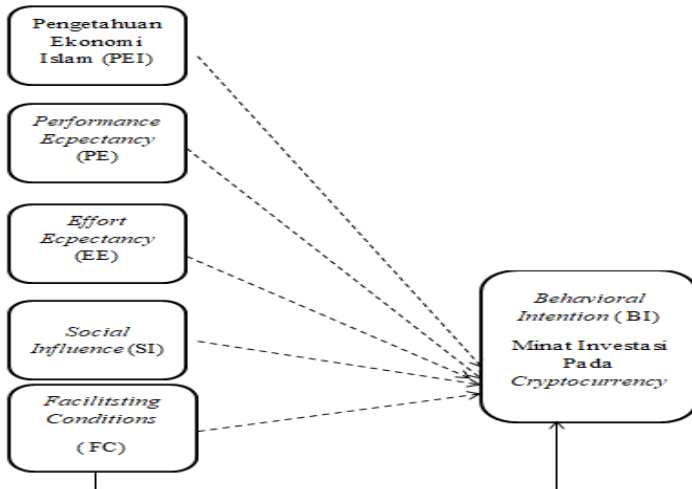 Pengetahuan
Ekonomi
Islam (PEI)
Performance
Ecpectancy
(PE)
Effort
Ecpectancy
(EE)
Social
Influence (SI)
Facilitsting
Conditions
(FC)
Behavioral
Intention ( BI)
Minat Investasi
Pada
Cryptocurrency